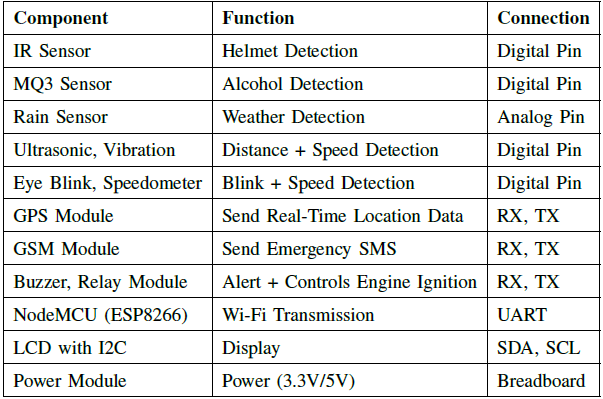 Component Function Connection
IR Sensor Helmet Detection Digital Pin
MQ3 Sensor Alcohol Detection Digital Pin
Rain Sensor Weather Detection Analog Pin
Ultrasonic, Vibration Distance + Speed Detection Digital Pin
Eye Blink, Speedometer Blink + Speed Detection Digital Pin
GPS Module Send Real-Time Location Data RX, TX
GSM Module Send Emergency SMS RX, TX
Buzzer, Relay Module Alert + Controls Engine Ignition RX, TX
NodeMCU (ESP8266) Wi-Fi Transmission UART
LCD with I2C Display SDA, SCL
Power Module Power (3.3V/5V) Breadboard